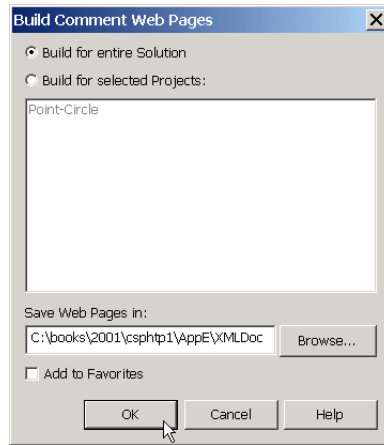 Build Comment Web Pages
Build for entire Solution
Build for selected Projects:
Point-Circle
Save Web Pages in:
C:\books\2001\csphtp1\AppE\XMLDoc
Browse...
Add to Favorites
OK Cancel Help